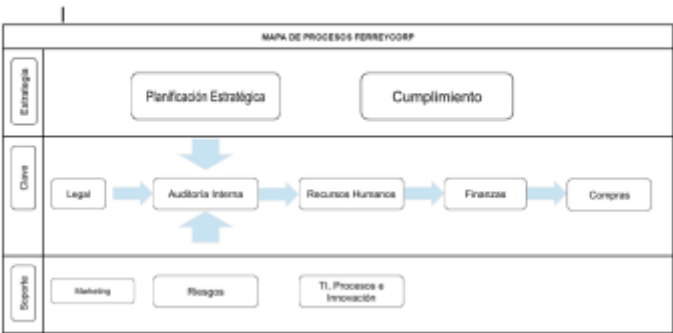 MAPA DE PROCESOS FERREYCORP
Estrategia
Planificación Estratégica
Cumplimiento
Clave
Legal
Auditoría Interna
Recursos Humanos
Finanzas
Compras
Soporte
Marketing
Riesgos
TI, Procesos e
Innovación